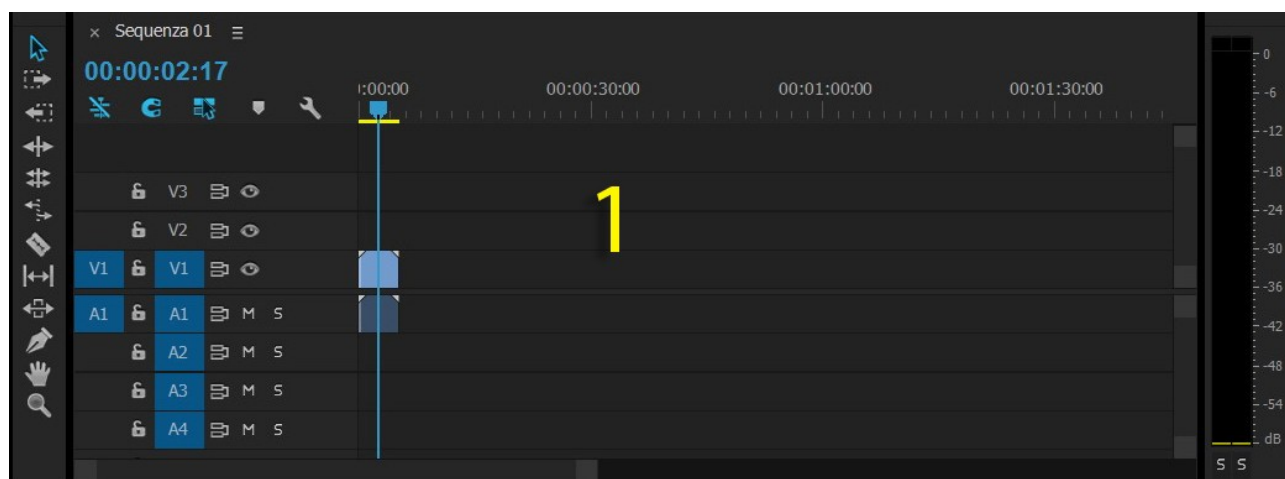 × Sequenza 01
00:00:02:17
:00:00 00:00:30:00 00:01:00:00 00:01:30:00
1
V3
V2
V1 V1
A1 A1 M S
A2 M S
A3 M S
A4 M S
0
-6
-12
-18
-24
-30
-36
-42
-48
-54
dB
S S